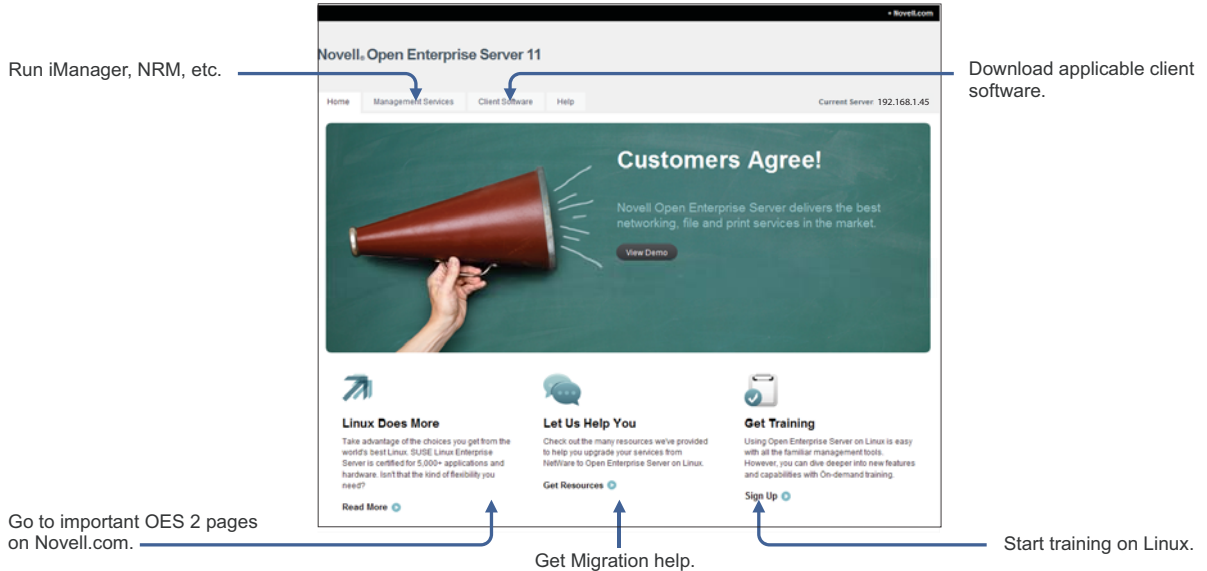 • Novell.com
Novell® Open Enterprise Server 11
Run iManager, NRM, etc.
Download applicable client
software.
Home Management Services Client Software Help Current Server 192.168.1.45
Customers Agree!
Novell Open Enterprise Server delivers the best
networking, file and print services in the market.
View Demo
Linux Does More
Take advantage of the choices you get from the
world's best Linux. SUSE Linux Enterprise
Server is certified for 5,000+ applications and
hardware. Isn't that the kind of flexibility you
need?
Read More
Let Us Help You
Check out the many resources we've provided
to help you upgrade your services from
NetWare to Open Enterprise Server on Linux.
Get Resources
Get Training
Using Open Enterprise Server on Linux is easy
with all the familiar management tools.
However, you can dive deeper into new features
and capabilities with On-demand training.
Sign Up
Go to important OES 2 pages
on Novell.com.
Get Migration help.
Start training on Linux.